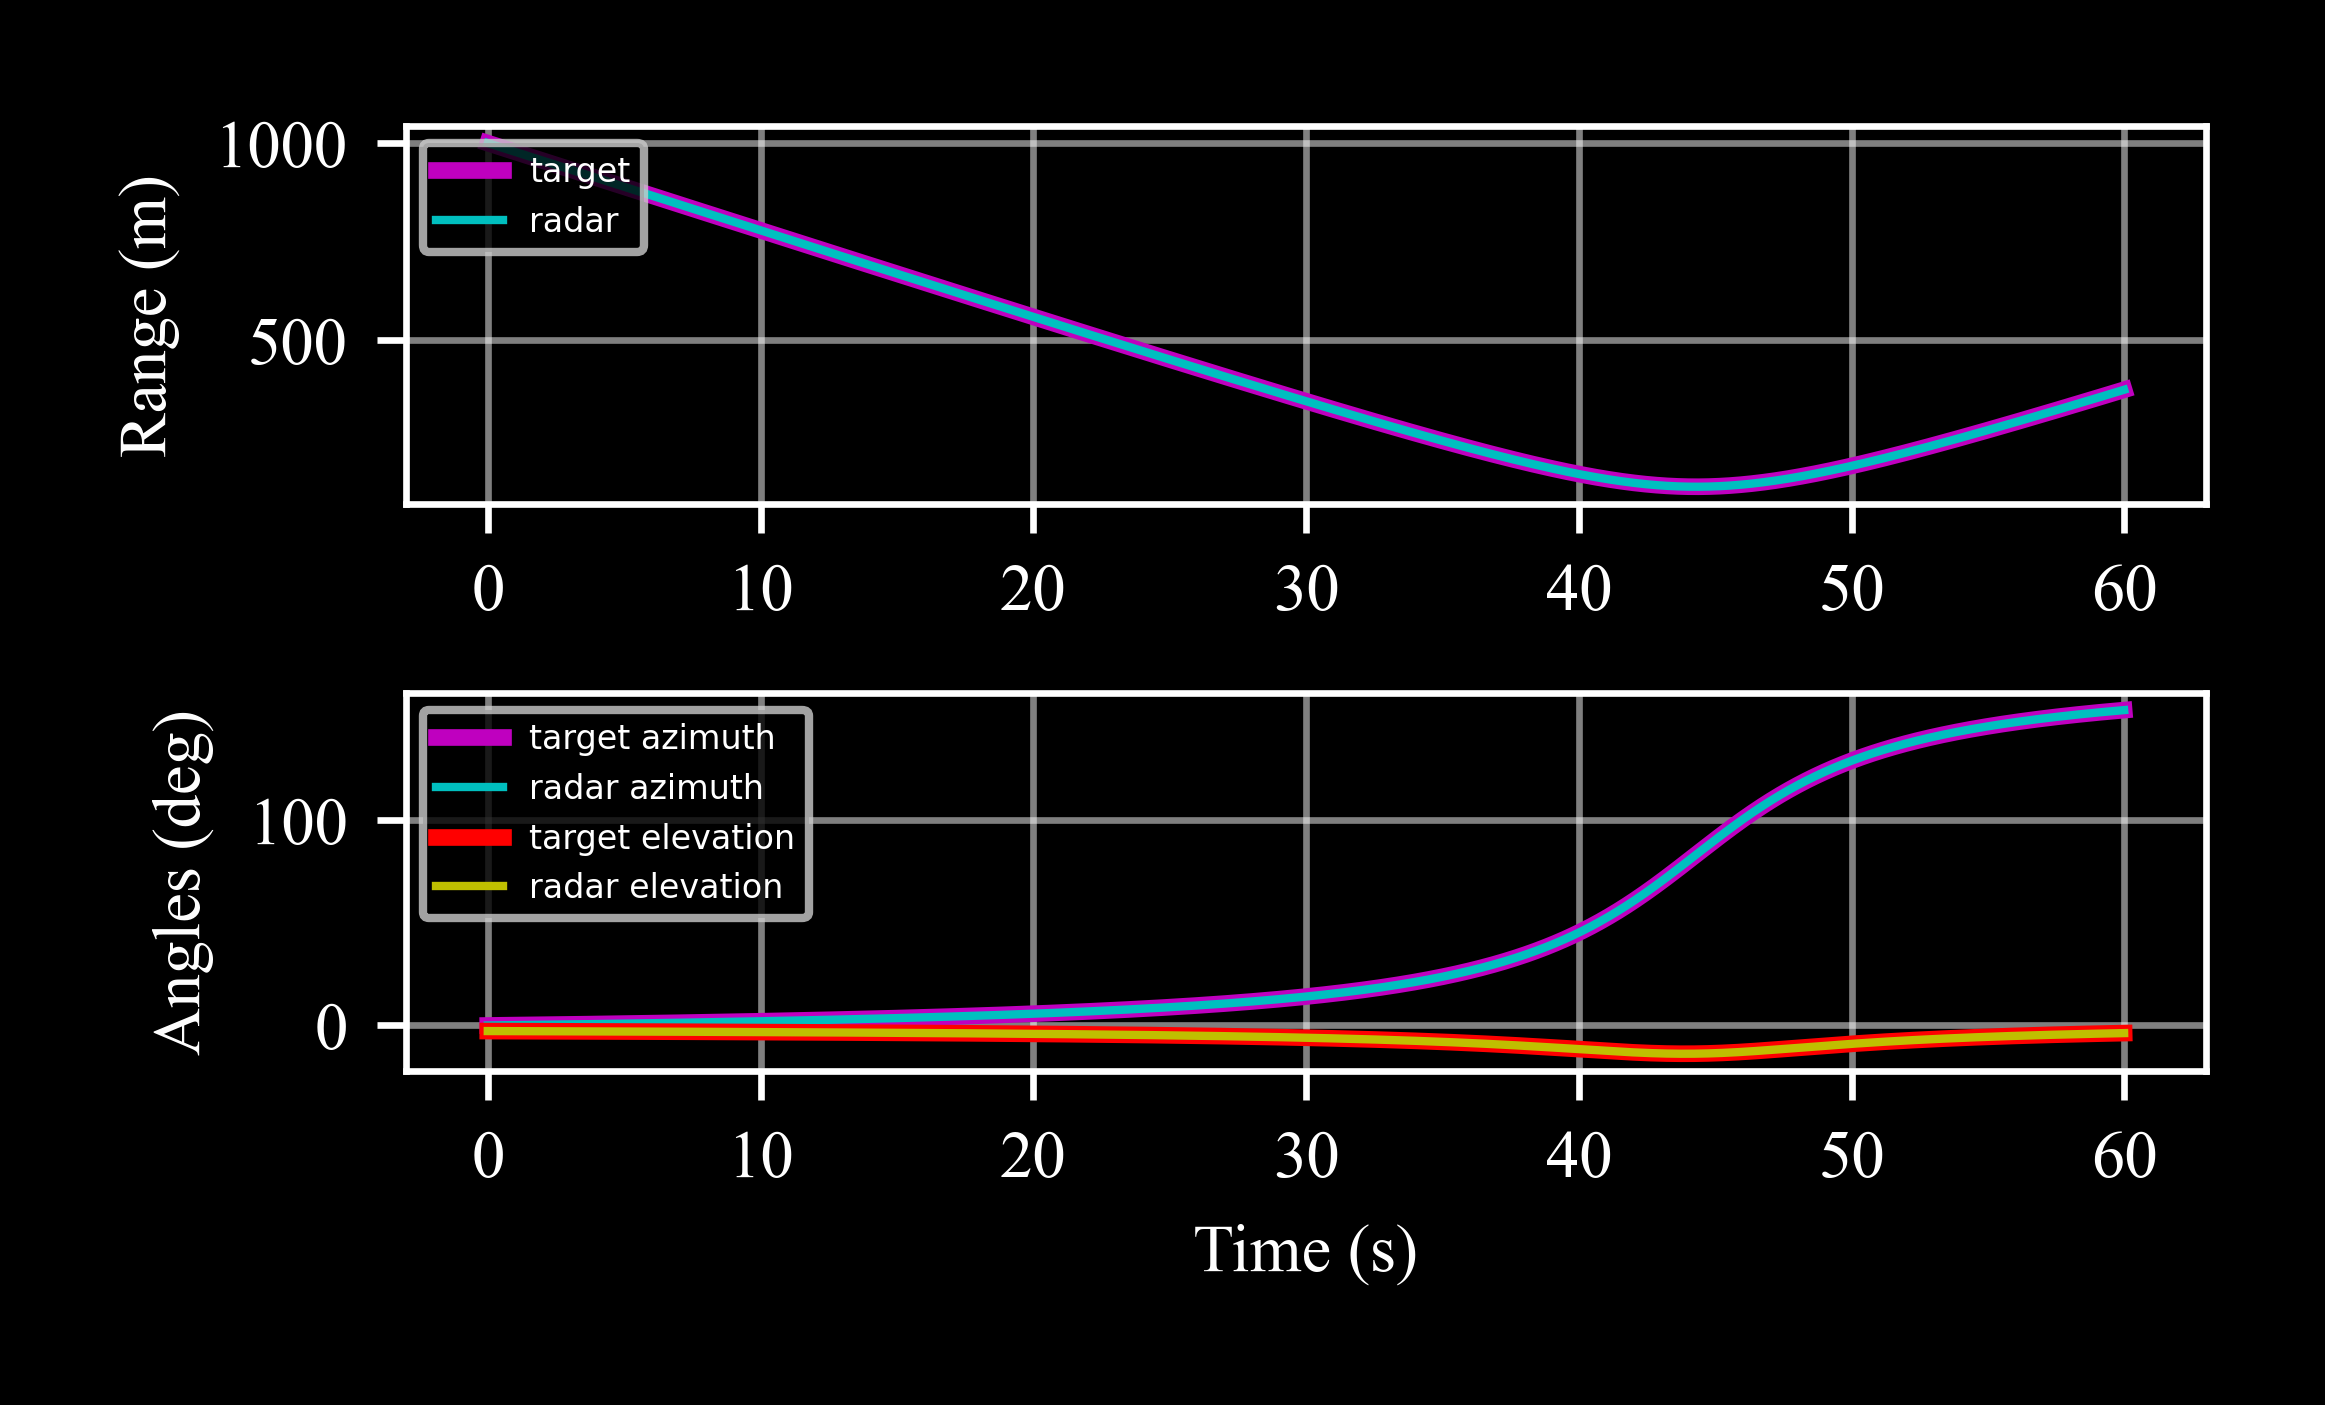 1000
500
Range (m)
target
radar
0 10 20 30 40 50 60
100
0
Angles (deg)
target azimuth
radar azimuth
target elevation
radar elevation
0 10 20 30 40 50 60
Time (s)